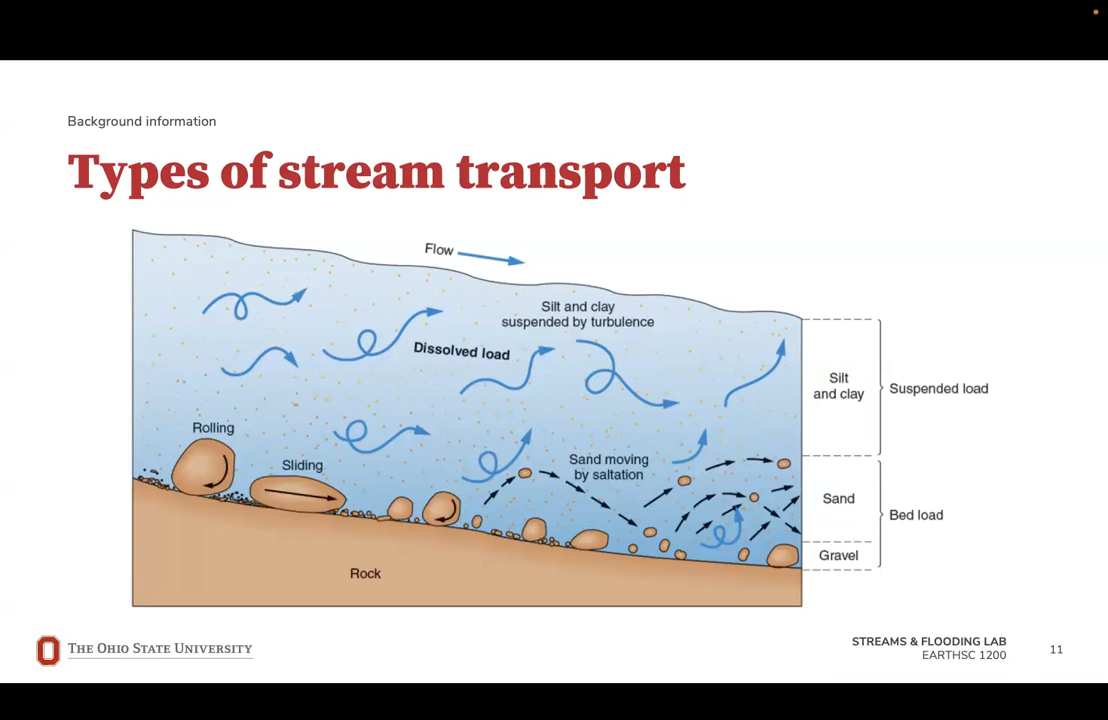 Background information
Types of stream transport
Flow
Silt and clay
suspended by turbulence
Dissolved load
Silt
and clay
Suspended load
Rolling
Sliding
Sand moving
by saltation
Sand
Bed load
Gravel
Rock
THE OHIO STATE UNIVERSITY
STREAMS & FLOODING LAB
EARTHSC 1200
11